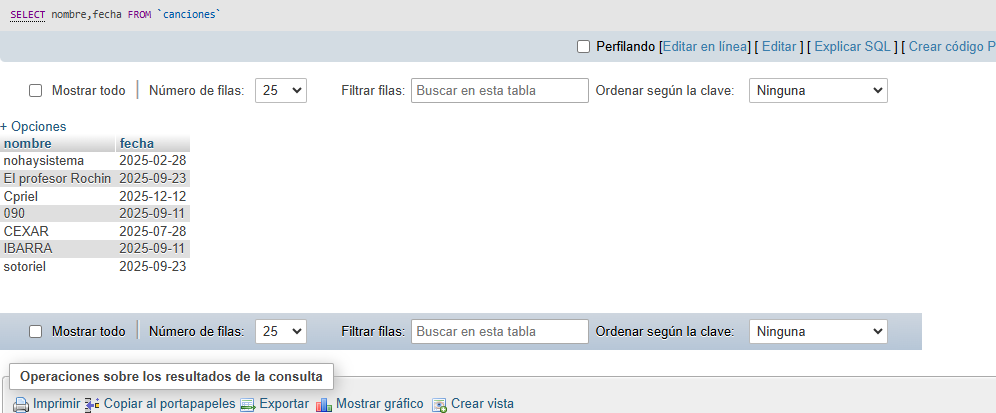 SELECT nombre,fecha FROM `canciones`
Perfilando [Editar en línea] [ Editar ] [ Explicar SQL ] [ Crear código P
Mostrar todo Número de filas: 25 Filtrar filas: Buscar en esta tabla Ordenar según la clave: Ninguna
+ Opciones
nombre fecha
nohaysistema 2025-02-28
El profesor Rochin 2025-09-23
Cpriel 2025-12-12
090 2025-09-11
CEXAR 2025-07-28
IBARRA 2025-09-11
sotoriel 2025-09-23
Mostrar todo Número de filas: 25 Filtrar filas: Buscar en esta tabla Ordenar según la clave: Ninguna
Operaciones sobre los resultados de la consulta
Imprimir Copiar al portapapeles Exportar Mostrar gráfico Crear vista